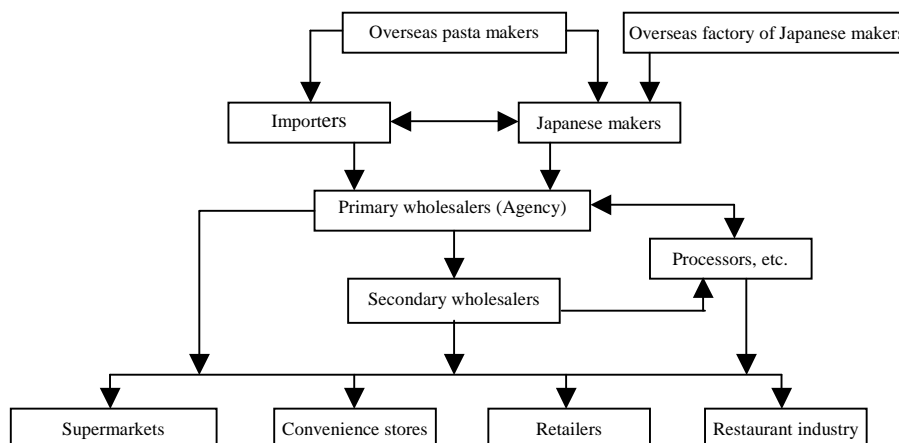 Overseas pasta makers
Overseas factory of Japanese makers
Importers
Japanese makers
Primary wholesalers (Agency)
Processors, etc.
Secondary wholesalers
Supermarkets
Convenience stores
Retailers
Restaurant industry